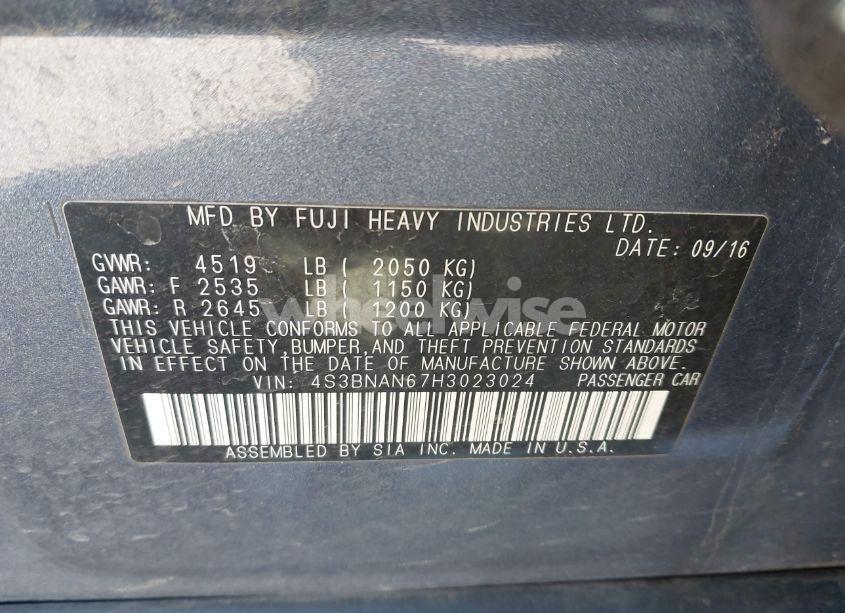 MFD BY FUJI HEAVY INDUSTRIES LTD.
DATE: 09/16
GVWR: 4519 LB ( 2050 KG)
GAWR: F 2535 LB ( 1150 KG)
GAWR: R 2645 LB ( 1200 KG)
wheelwise
THIS VEHICLE CONFORMS TO ALL APPLICABLE FEDERAL MOTOR
VEHICLE SAFETY,BUMPER,AND THEFT PREVENTION STANDARDS
IN EFFECT ON THE DATE OF MANUFACTURE SHOWN ABOVE.
VIN: 4S3BNAN67H3023024 PASSENGER CAR
ASSEMBLED BY SIA INC. MADE IN U.S.A.